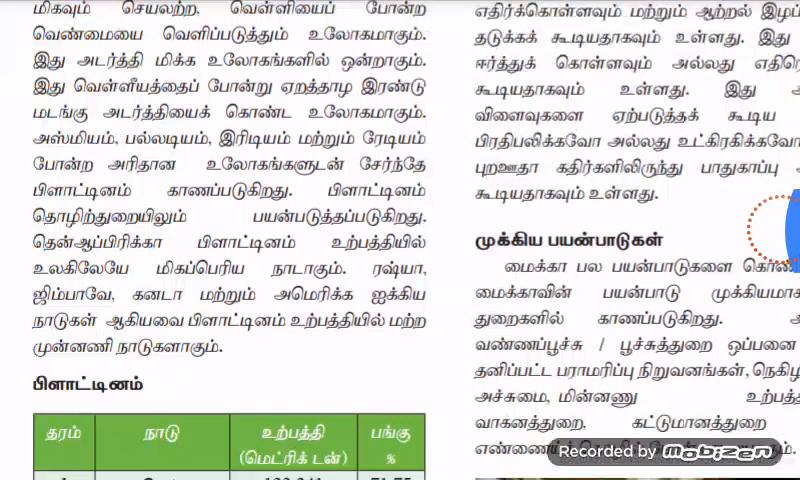 மிகவும் செயலற்ற, வெள்ளியைப் போன்ற
வெண்மையை வெளிப்படுத்தும் உலோகமாகும்.
இது அடர்த்தி மிக்க உலோகங்களில் ஒன்றாகும்.
இது வெள்ளீயத்தைப் போன்று ஏறத்தாழ இரண்டு
மடங்கு அடர்த்தியைக் கொண்ட உலோகமாகும்.
அஸ்மியம், பல்லடியம், இரிடியம் மற்றும் ரேடியம்
போன்ற அரிதான உலோகங்களுடன் சேர்ந்தே
பிளாட்டினம் காணப்படுகிறது. பிளாட்டினம்
தொழிற்துறையிலும் பயன்படுத்தப்படுகிறது.
தென்ஆப்பிரிக்கா பிளாட்டினம் உற்பத்தியில்
உலகிலேயே மிகப்பெரிய நாடாகும். ரஷ்யா,
ஜிம்பாவே, கனடா மற்றும் அமெரிக்க ஐக்கிய
நாடுகள் ஆகியவை பிளாட்டினம் உற்பத்தியில் மற்ற
முன்னணி நாடுகளாகும்.
பிளாட்டினம்
தரம் நாடு உற்பத்தி (மெட்ரிக் டன்) பங்கு %
எதிர்க்கொள்ளவும் மற்றும் ஆற்றல்
தடுக்கக் கூடியதாகவும் உள்ளது. இது
ஈர்த்துக் கொள்ளவும் அல்லது
கூடியதாகவும் உள்ளது. இது
விளைவுகளை ஏற்படுத்தக் கூடிய
பிரதிபலிக்கவோ அல்லது உட்கிரகிக்கவோ
புறஊதா கதிர்களிலிருந்து பாதுகாப்பு
கூடியதாகவும் உள்ளது.
முக்கிய பயன்பாடுகள்
மைக்கா பல பயன்பாடுகளை
மைக்காவின் பயன்பாடு
துறைகளில் காணப்படுகிறது.
வண்ணப்பூச்சு / பூச்சுத்துறை ஒப்பனை
தனிப்பட்ட பராமரிப்பு நிறுவனங்கள்,
அச்சுமை, மின்னணு
வாகனத்துறை, கட்டுமானத்துறை
Recorded by Mobizen